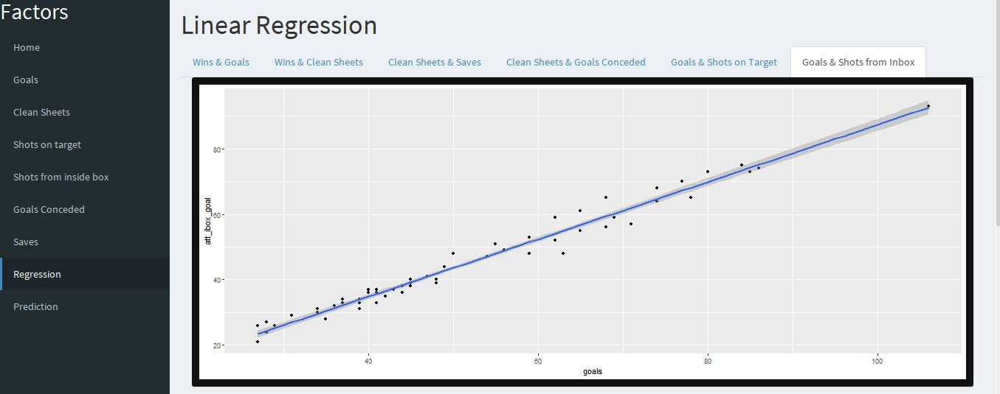 Factors
Home
Goals
Clean Sheets
Shots on target
Shots from inside box
Goals Conceded
Saves
Regression
Prediction
Linear Regression
Wins & Goals Wins & Clean Sheets Clean Sheets & Saves Clean Sheets & Goals Conceded Goals & Shots on Target Goals & Shots from Inbox
att_ibox_goal
80
60
40
20
40 60 80 100
goals